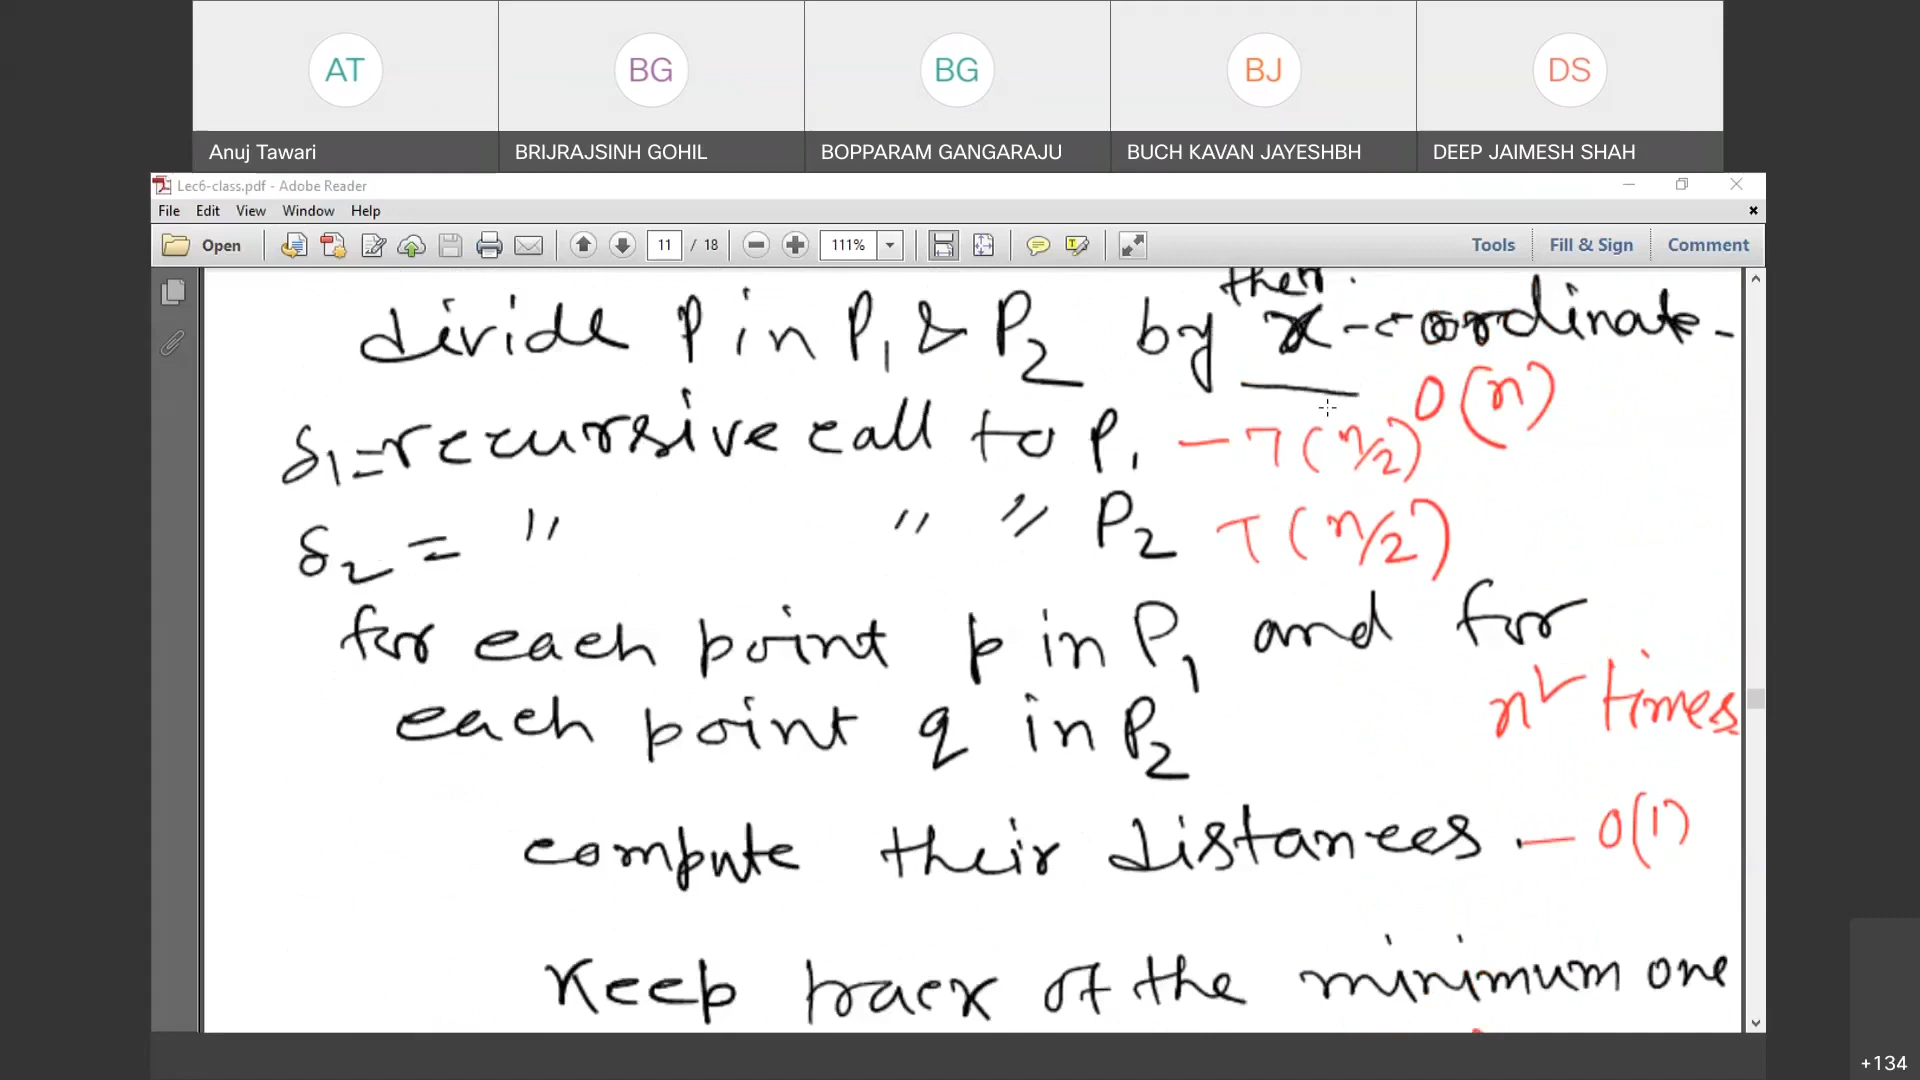 AT
BG
BG
BJ
DS
Anuj Tawari
BRIJRAJSINH GOHIL
BOPPARAM GANGARAJU
BUCH KAVAN JAYESHBH
DEEP JAIMESH SHAH
Lec6-class.pdf - Adobe Reader
File Edit View Window Help
Open 11 / 18 111% Tools Fill & Sign Comment
their
divide P in P₁ & P₂ by x-coordinate.
O(n)
δ₁=recursive call to P₁ — T(n/2)
δ₂ = " " " P₂ T(n/2)
for each point p in P₁ and for
each point q in P₂
n² times
compute their distances. — O(1)
Keep track of the minimum one
+134